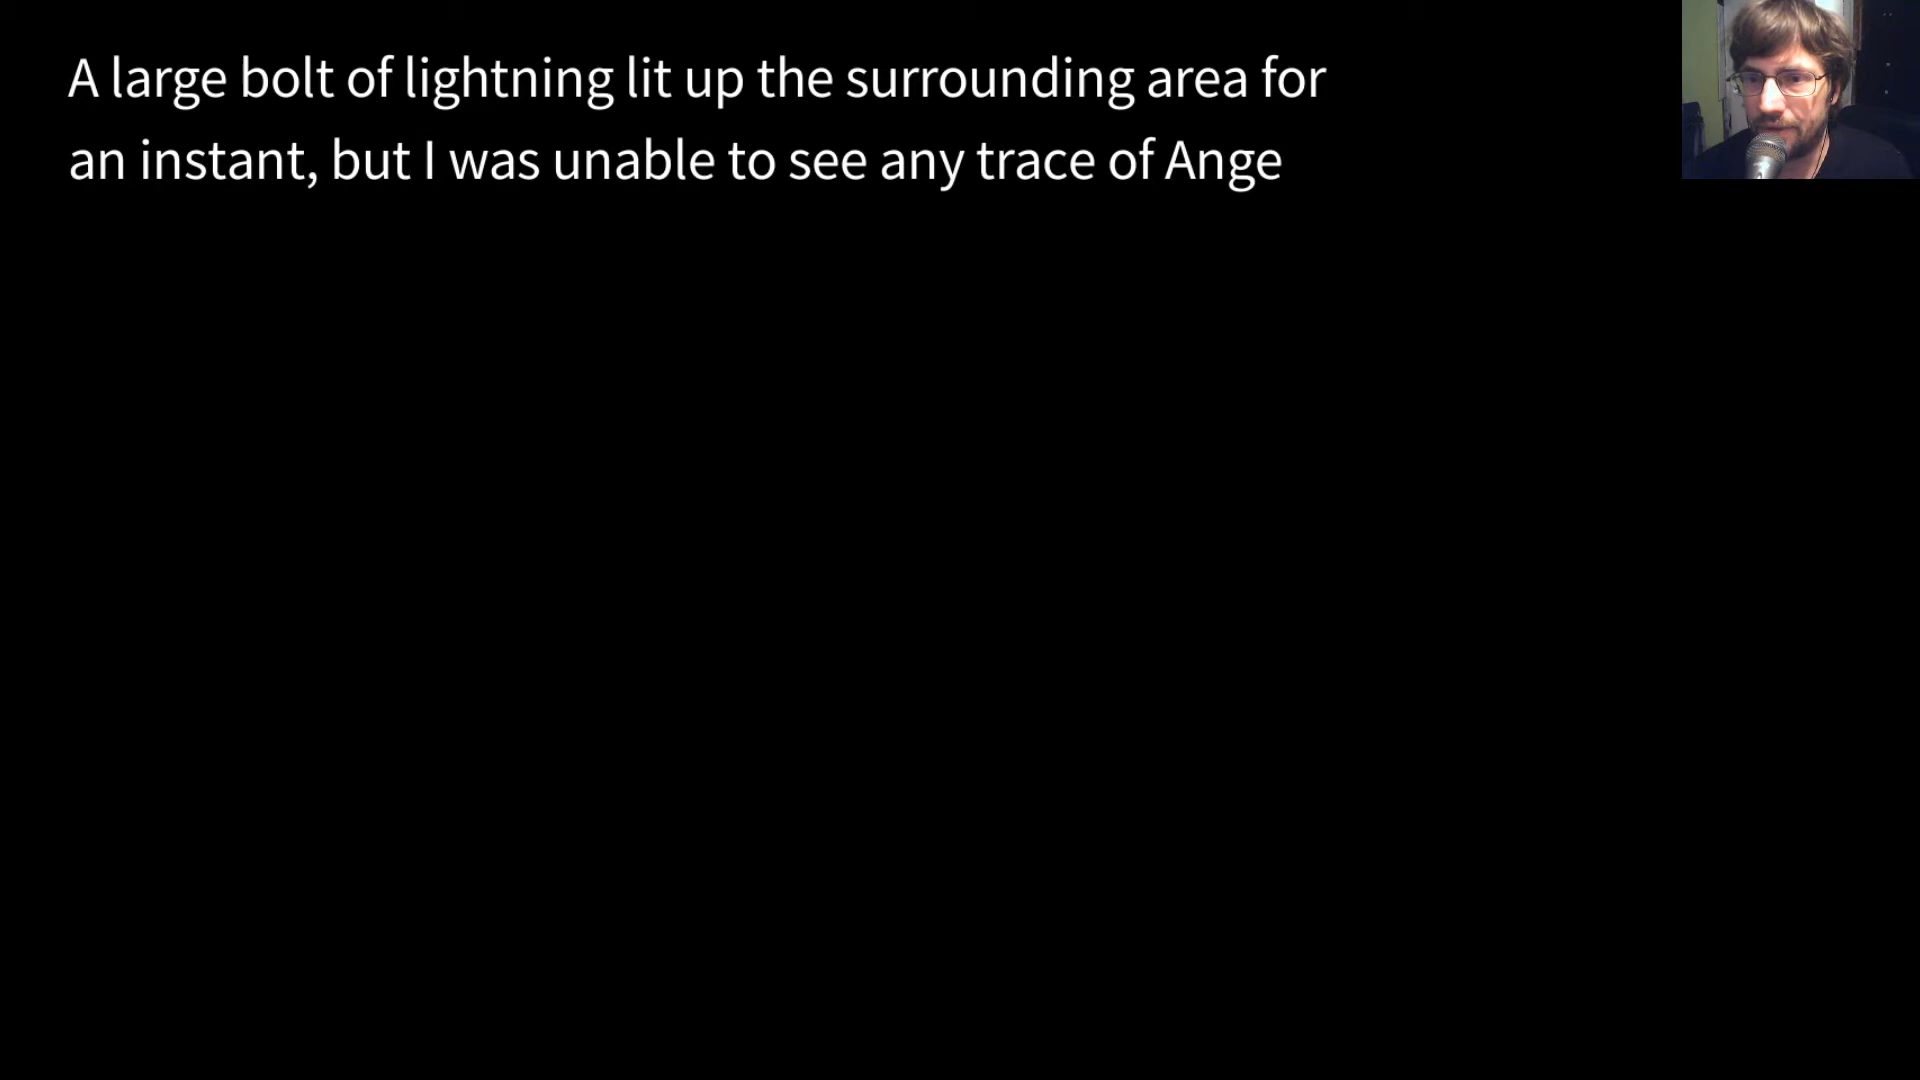 A large bolt of lightning lit up the surrounding area for
an instant, but I was unable to see any trace of Ange